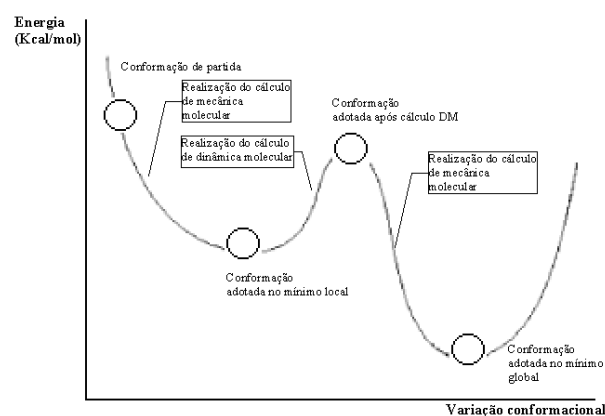 Energia
(Kcal/mol)
Conformação de partida
Realização do cálculo
de mecânica
molecular
Realização do cálculo
de dinâmica molecular
Conformação
adotada após cálculo DM
Realização do cálculo
de mecânica
molecular
Conformação
adotada no mínimo local
Conformação
adotada no mínimo
global
Variação conformacional